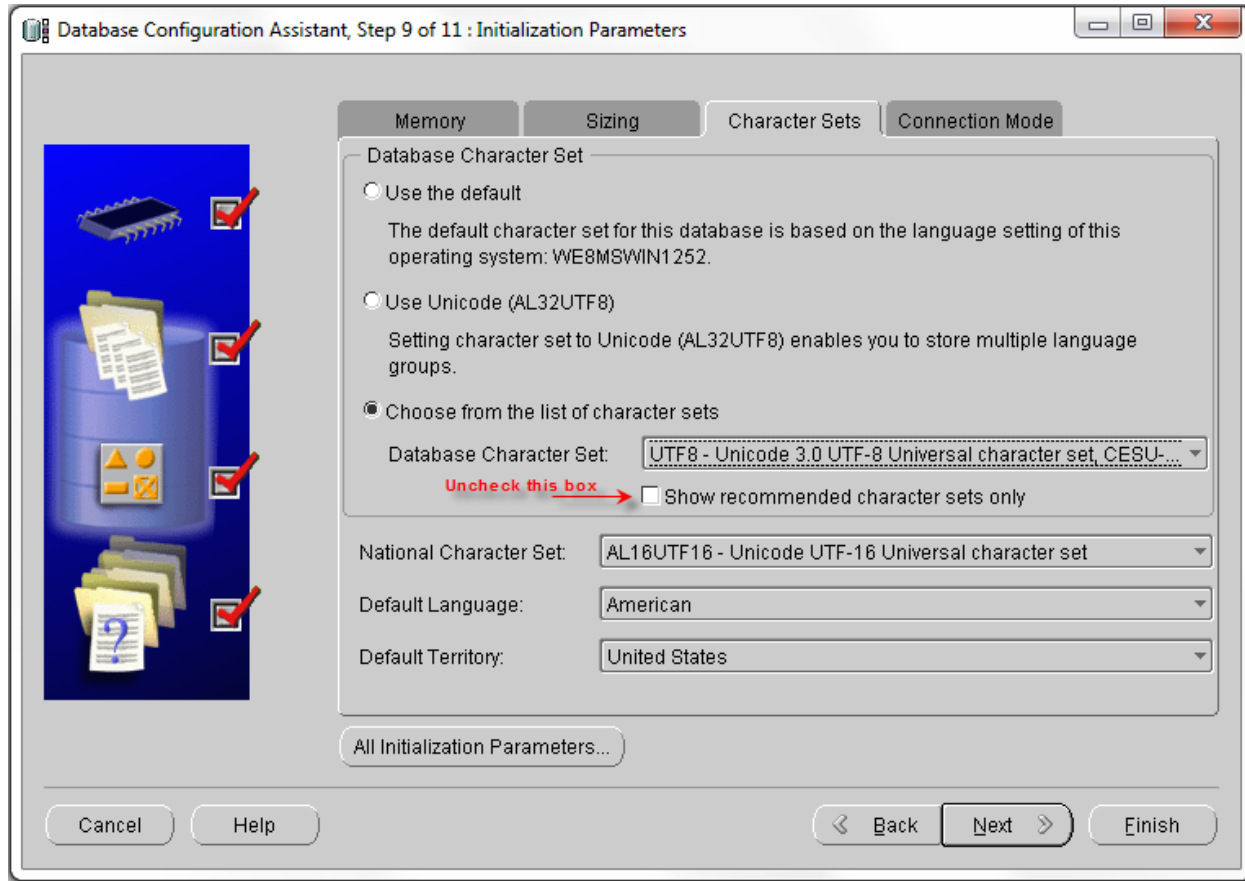 Database Configuration Assistant, Step 9 of 11 : Initialization Parameters
Memory
Sizing
Character Sets
Connection Mode
Database Character Set
Use the default
The default character set for this database is based on the language setting of this
operating system: WE8MSWIN1252.
Use Unicode (AL32UTF8)
Setting character set to Unicode (AL32UTF8) enables you to store multiple language
groups.
Choose from the list of character sets
Database Character Set:
UTF8 - Unicode 3.0 UTF-8 Universal character set, CESU-...
Uncheck this box
Show recommended character sets only
National Character Set:
AL16UTF16 - Unicode UTF-16 Universal character set
Default Language:
American
Default Territory:
United States
?
All Initialization Parameters...
Cancel
Help
Back
Next
Finish